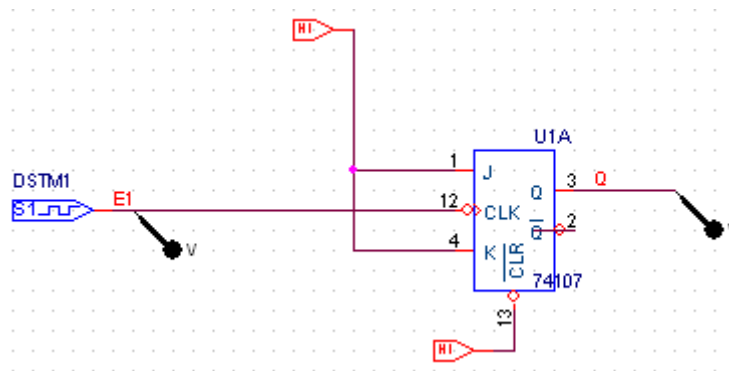 HI
U1A
1
J
DSTM1
S1
E1
12
CLK
Q
3
Q
Q
2
4
K
CLR
74107
V
V
13
HI